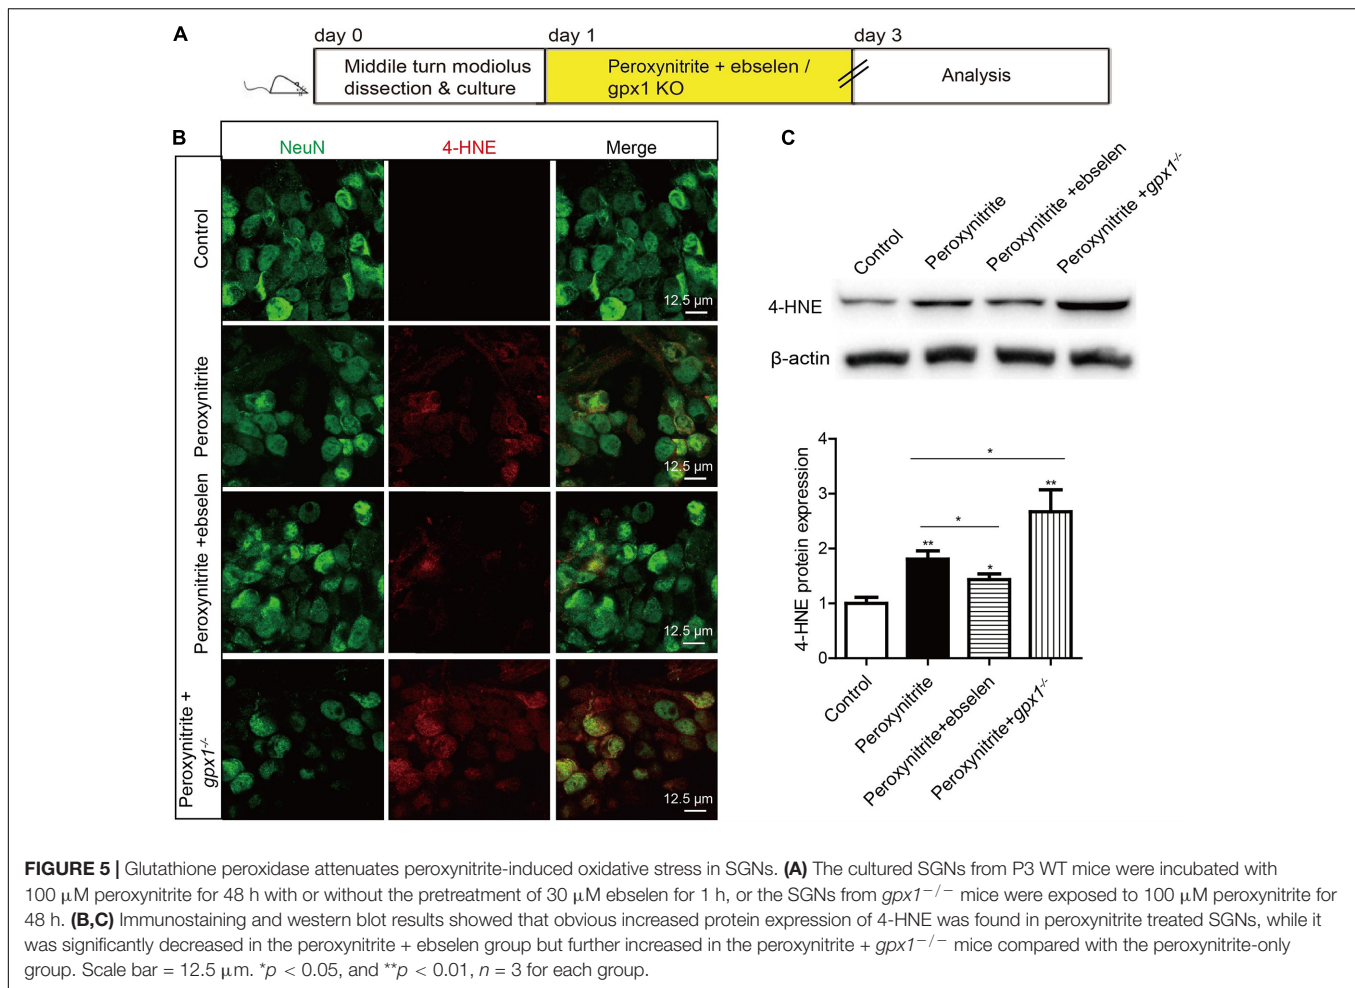 A
day 0
day 1
day 3
Middile turn modiolus
dissection & culture
Peroxynitrite + ebselen /
gpx1 KO
Analysis
B
NeuN
4-HNE
Merge
Control
12.5 μm
Peroxynitrite
12.5 μm
Peroxynitrite +ebselen
12.5 μm
Peroxynitrite +
gpx1-/-
12.5 μm
C
Control
Peroxynitrite
Peroxynitrite +ebselen
Peroxynitrite +gpx1-/-
4-HNE
β-actin
4-HNE protein expression
4
3
2
1
0
*
*
**
*
**
Control
Peroxynitrite
Peroxynitrite+ebselen
Peroxynitrite+gpx1-/-
FIGURE 5 | Glutathione peroxidase attenuates peroxynitrite-induced oxidative stress in SGNs. (A) The cultured SGNs from P3 WT mice were incubated with
100 μM peroxynitrite for 48 h with or without the pretreatment of 30 μM ebselen for 1 h, or the SGNs from gpx1−/− mice were exposed to 100 μM peroxynitrite for
48 h. (B,C) Immunostaining and western blot results showed that obvious increased protein expression of 4-HNE was found in peroxynitrite treated SGNs, while it
was significantly decreased in the peroxynitrite + ebselen group but further increased in the peroxynitrite + gpx1−/− mice compared with the peroxynitrite-only
group. Scale bar = 12.5 μm. *p < 0.05, and **p < 0.01, n = 3 for each group.